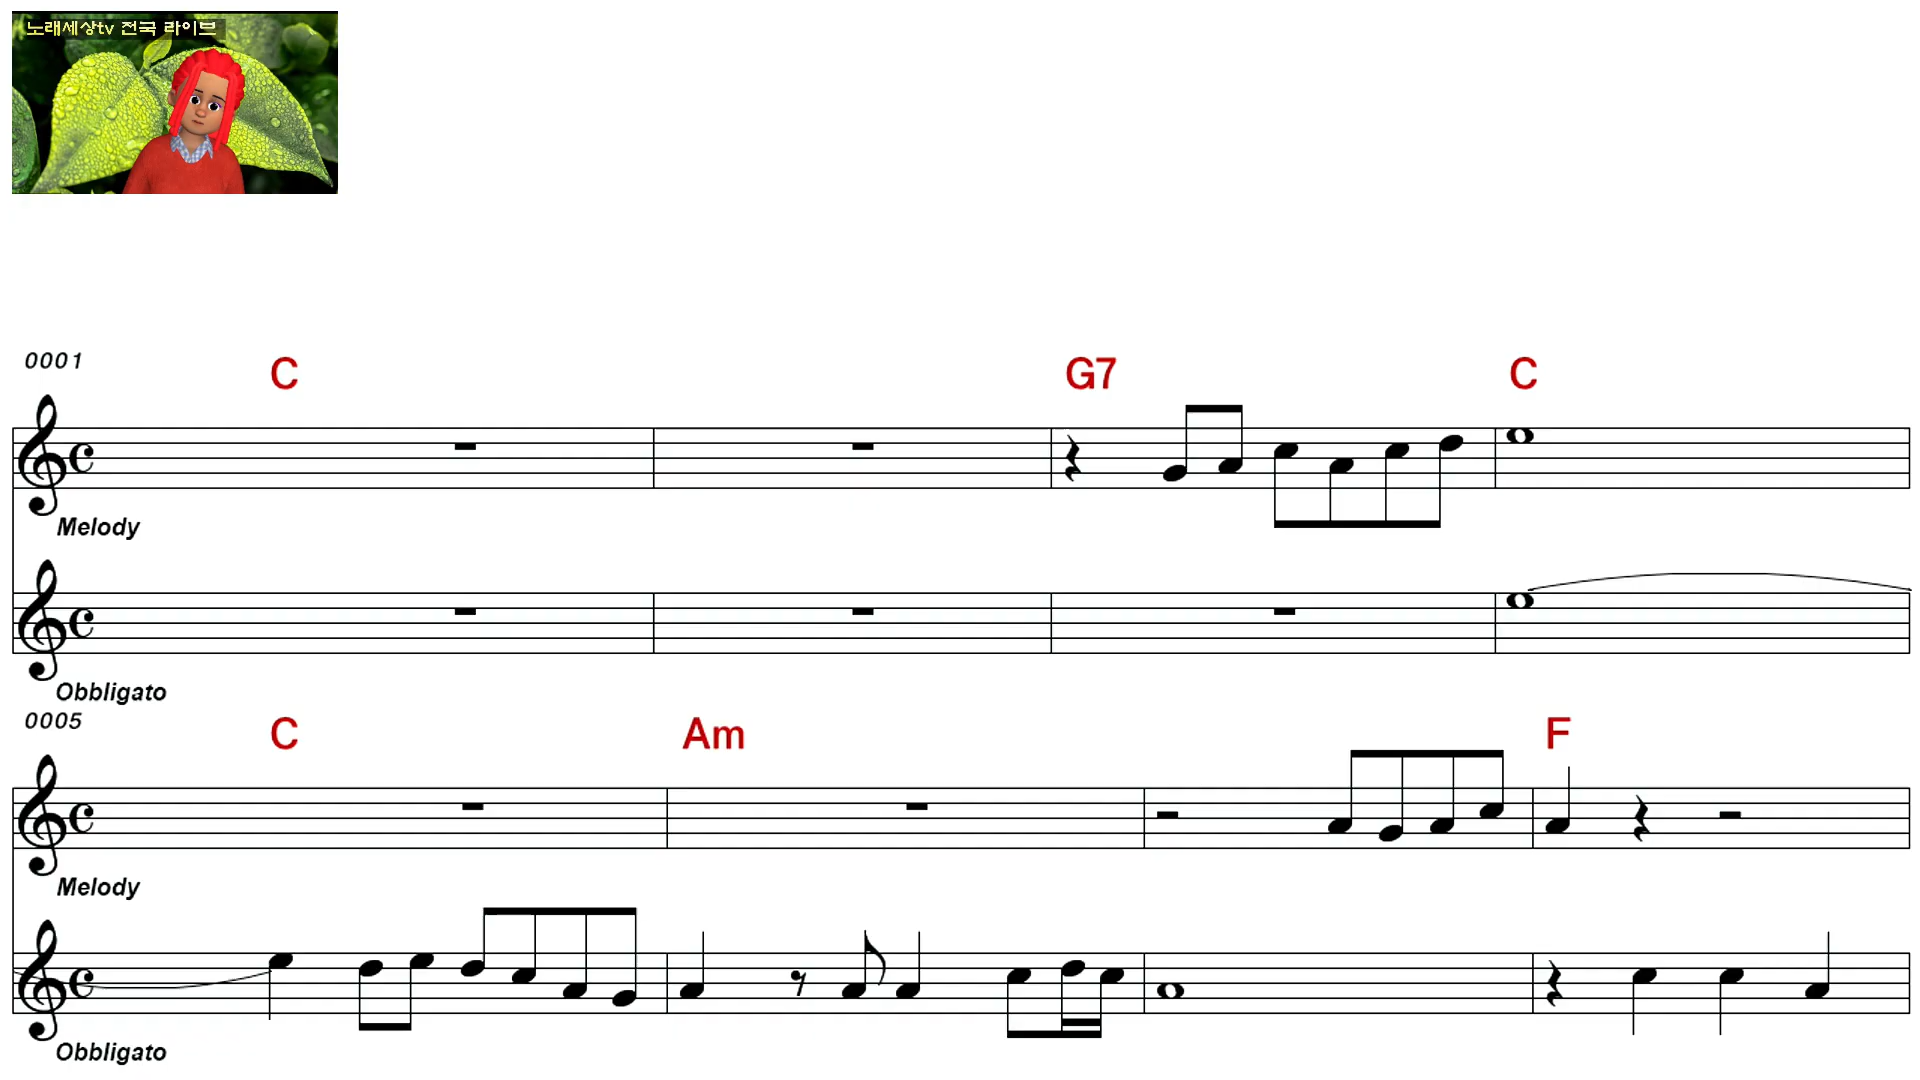 노래세상tv 전국 라이브
0001
C G7 C
Melody
Obbligato
0005
C Am F
Melody
Obbligato